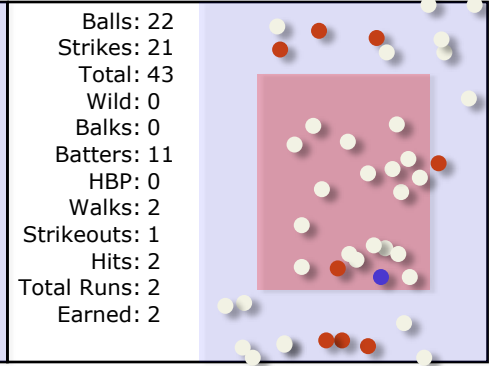 Balls: 22
Strikes: 21
Total: 43
Wild: 0
Balks: 0
Batters: 11
HBP: 0
Walks: 2
Strikeouts: 1
Hits: 2
Total Runs: 2
Earned: 2